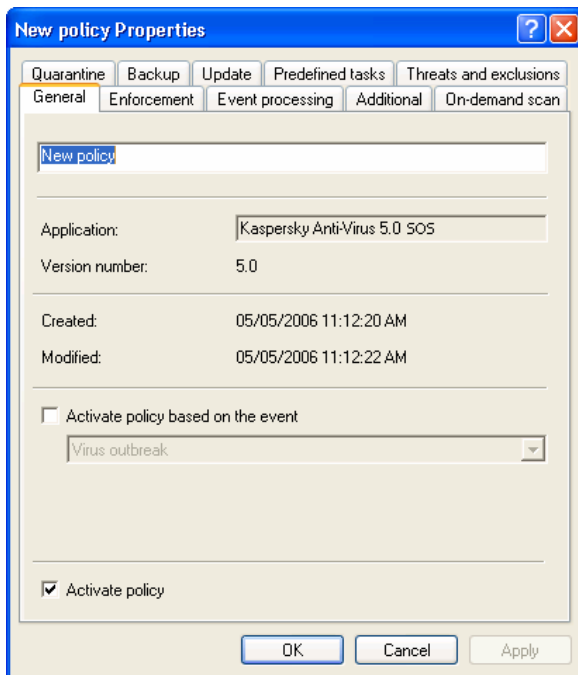 New policy Properties
?
Quarantine Backup Update Predefined tasks Threats and exclusions
General Enforcement Event processing Additional On-demand scan
New policy
Application: Kaspersky Anti-Virus 5.0 SOS
Version number: 5.0
Created: 05/05/2006 11:12:20 AM
Modified: 05/05/2006 11:12:22 AM
Activate policy based on the event
Virus outbreak
Activate policy
OK Cancel Apply